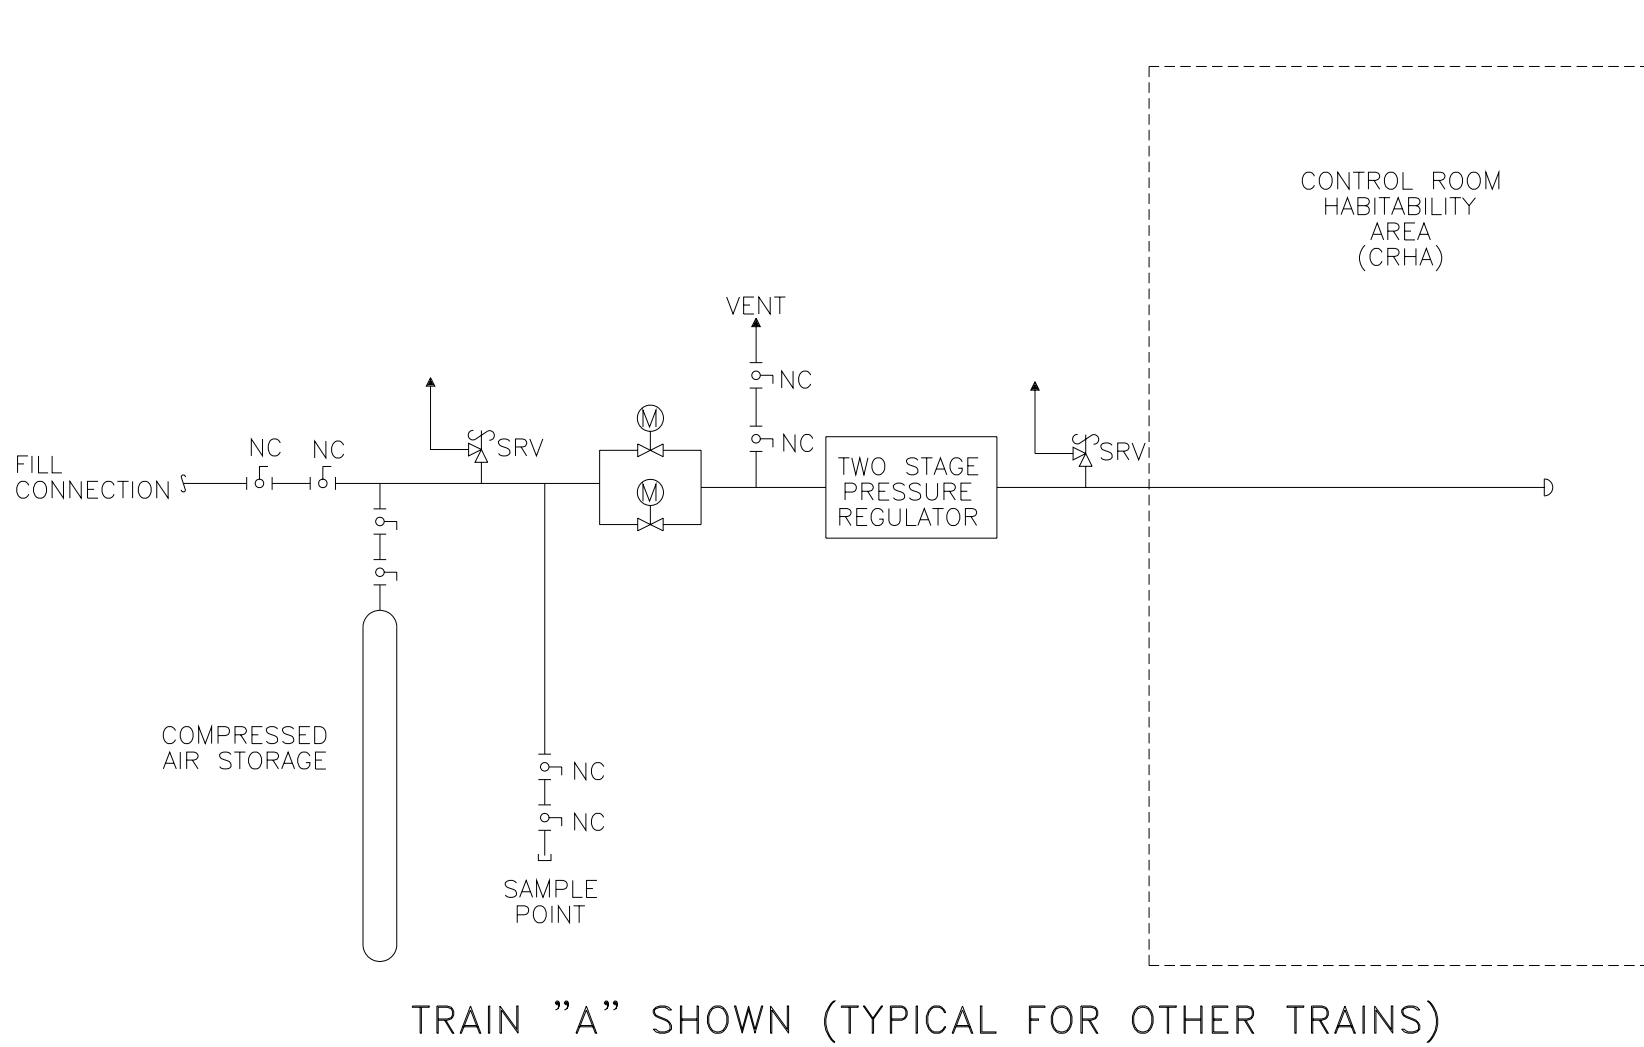 CONTROL ROOM
HABITABILITY
AREA
(CRHA)
VENT
NC
NC
M
SRV
NC
NC
FILL
CONNECTION
M
SRV
TWO STAGE
PRESSURE
REGULATOR
COMPRESSED
AIR STORAGE
NC
NC
SAMPLE
POINT
TRAIN "A" SHOWN (TYPICAL FOR OTHER TRAINS)